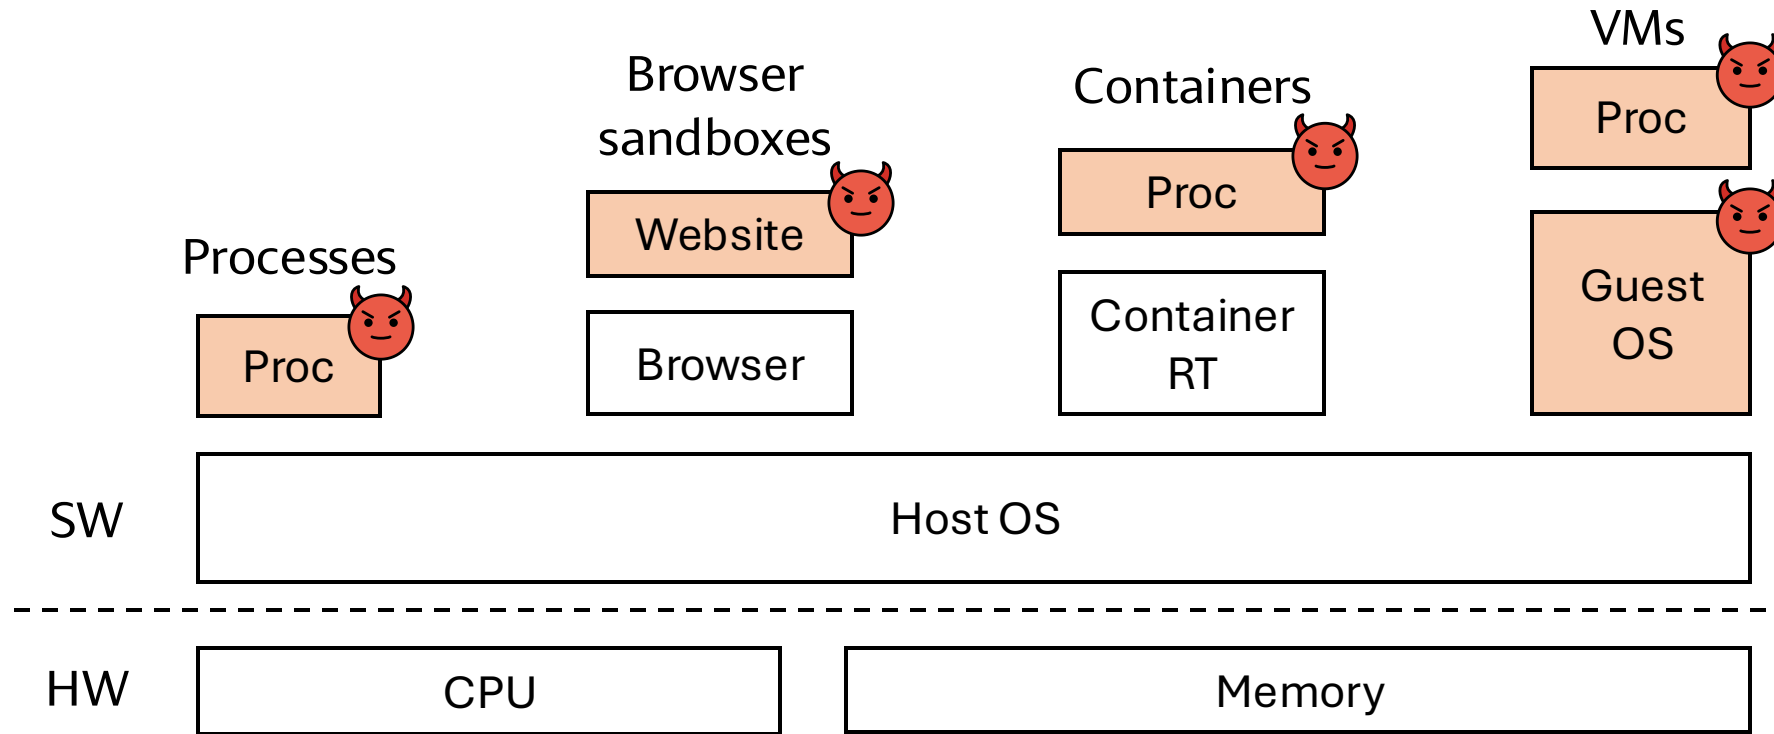 Processes
Proc
Browser
sandboxes
Website
Browser
Containers
Proc
Container
RT
VMs
Proc
Guest
OS
SW
Host OS
HW
CPU
Memory